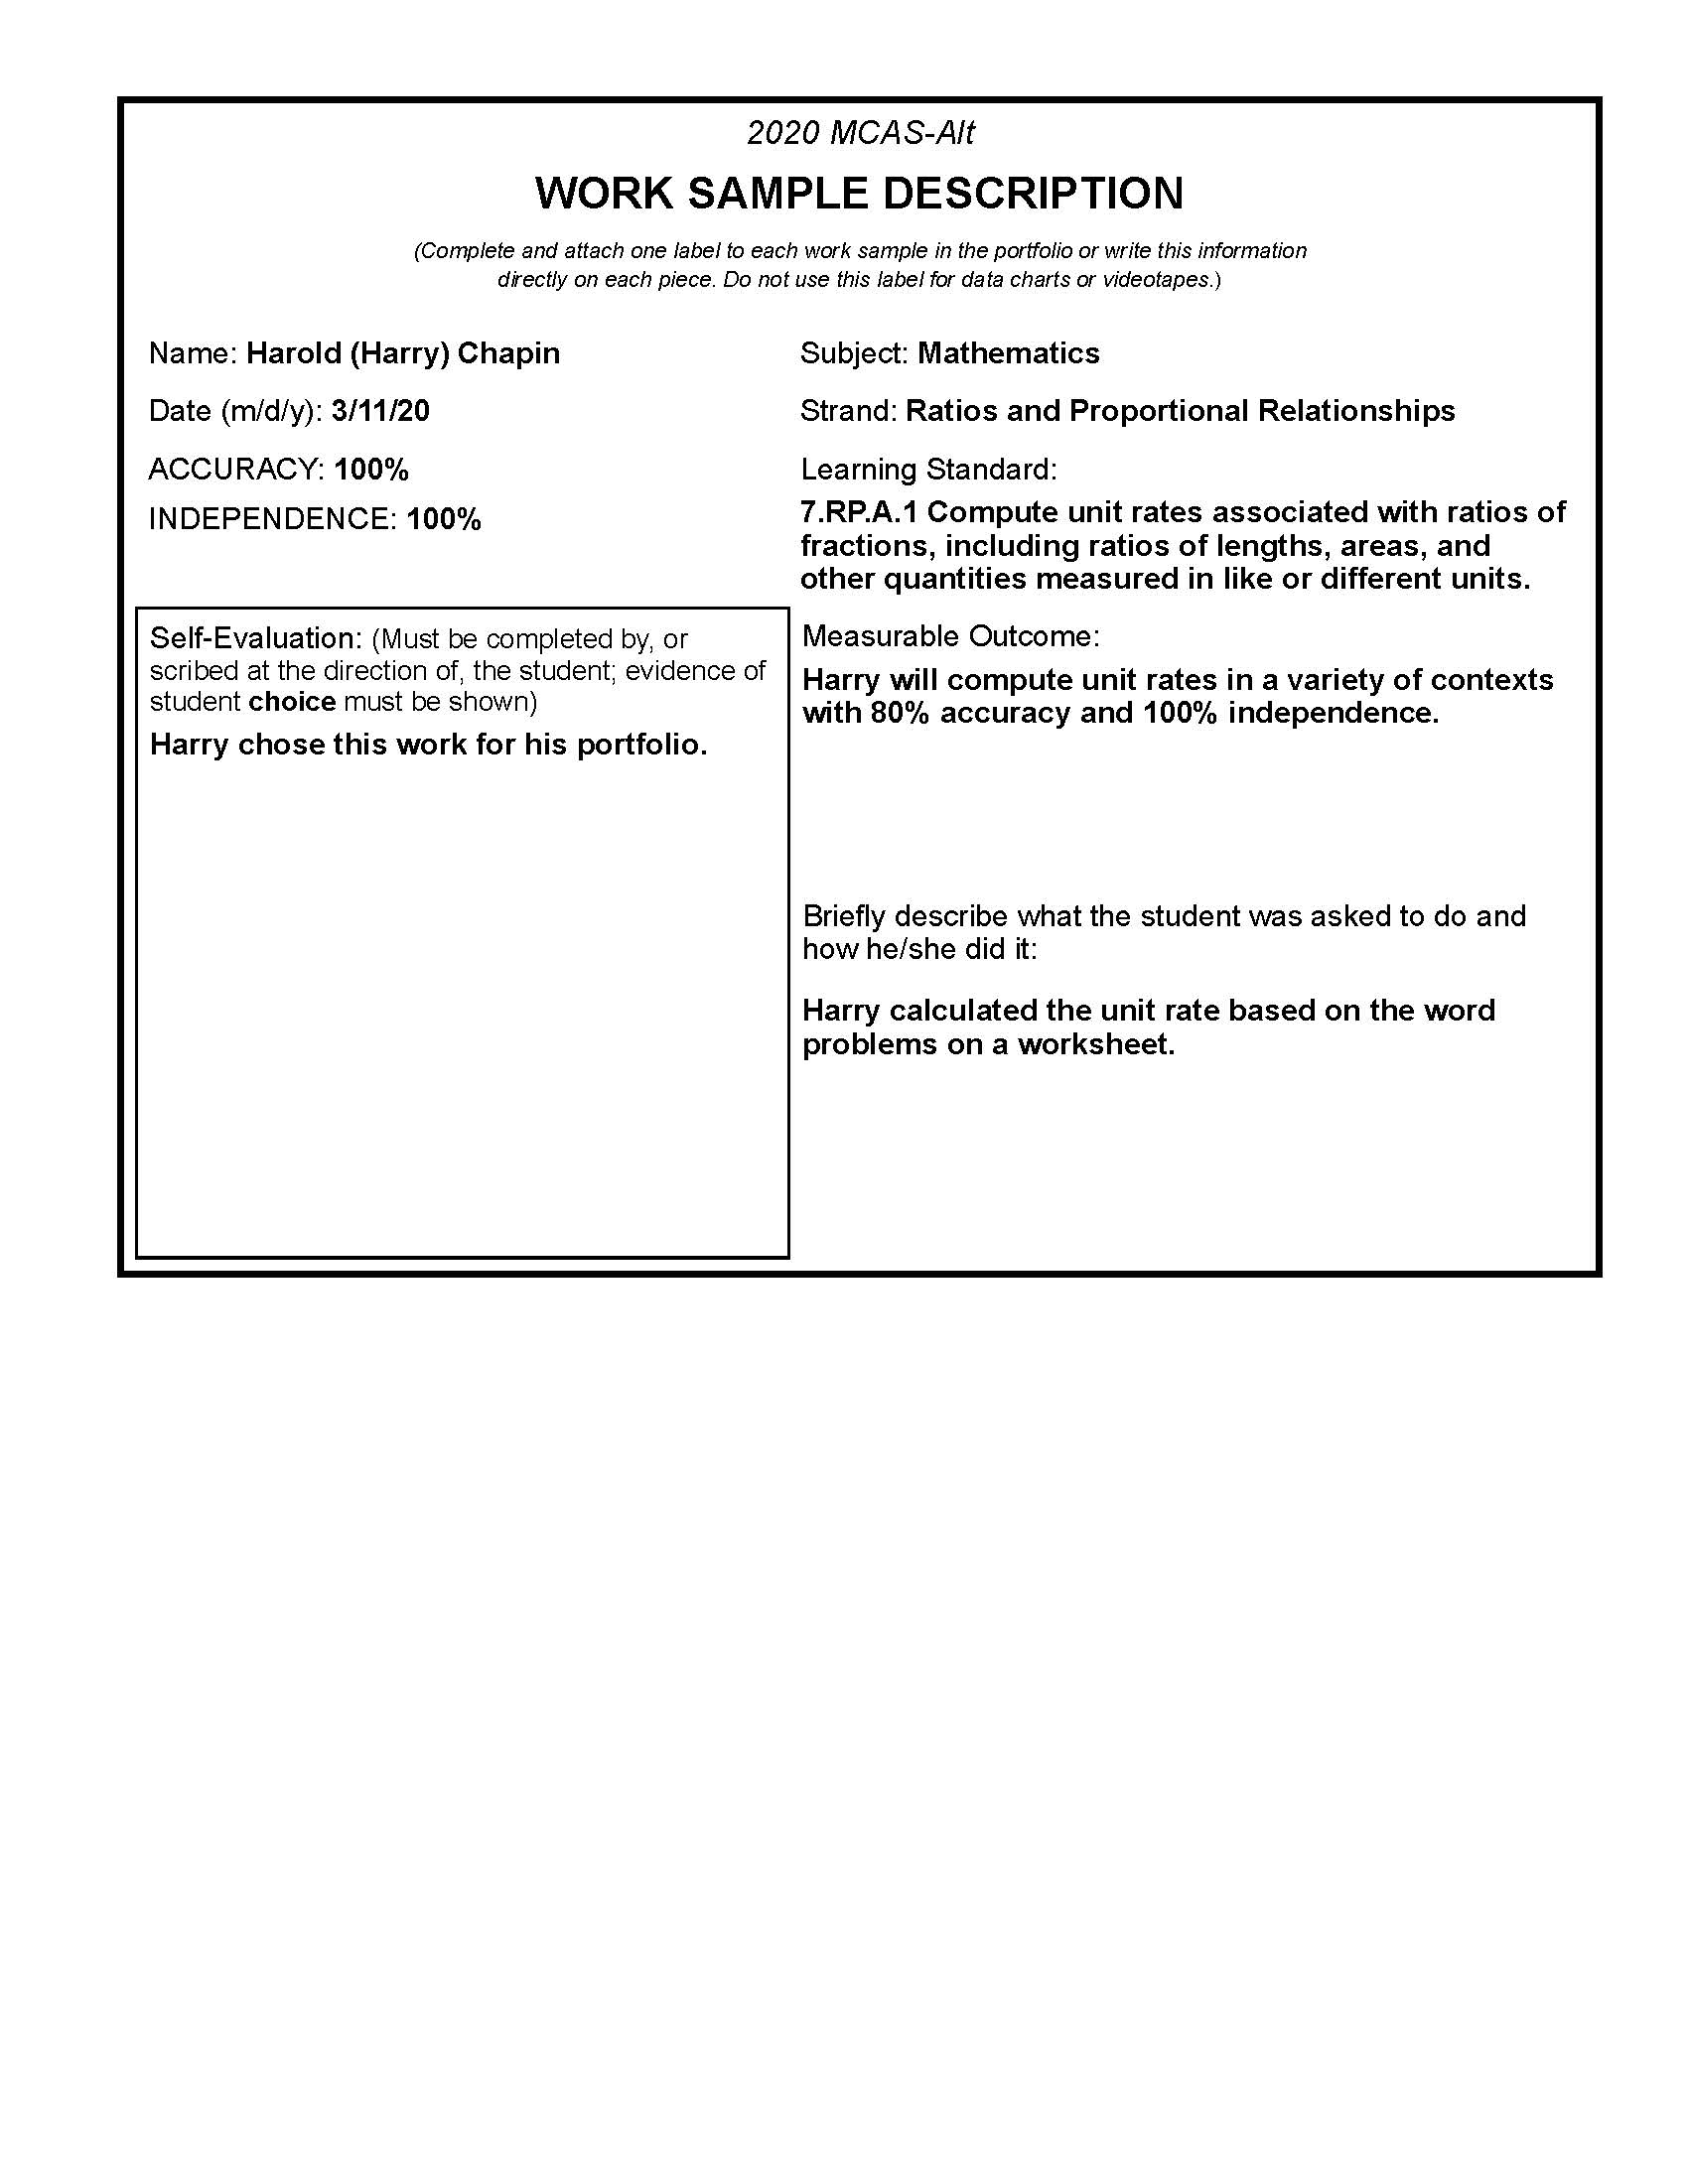 2020 MCAS-Alt
WORK SAMPLE DESCRIPTION
(Complete and attach one label to each work sample in the portfolio or write this information
directly on each piece. Do not use this label for data charts or videotapes.)
Name: Harold (Harry) Chapin
Date (m/d/y): 3/11/20
ACCURACY: 100%
INDEPENDENCE: 100%
Self-Evaluation: (Must be completed by, or
scribed at the direction of, the student; evidence of
student choice must be shown)
Harry chose this work for his portfolio.
Subject: Mathematics
Strand: Ratios and Proportional Relationships
Learning Standard:
7.RP.A.1 Compute unit rates associated with ratios of
fractions, including ratios of lengths, areas, and
other quantities measured in like or different units.
Measurable Outcome:
Harry will compute unit rates in a variety of contexts
with 80% accuracy and 100% independence.
Briefly describe what the student was asked to do and
how he/she did it:
Harry calculated the unit rate based on the word
problems on a worksheet.